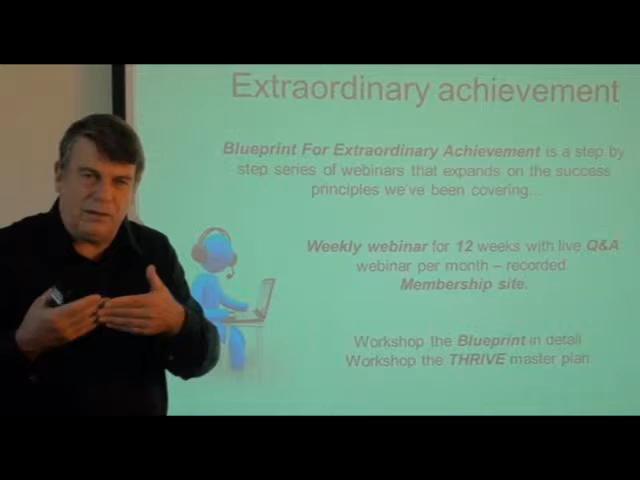 Extraordinary achievement
Blueprint For Extraordinary Achievement is a step by
step series of webinars that expands on the success
principles we've been covering...
Weekly webinar for 12 weeks with live Q&A
webinar per month – recorded
Membership site.
Workshop the Blueprint in detail
Workshop the THRIVE master plan